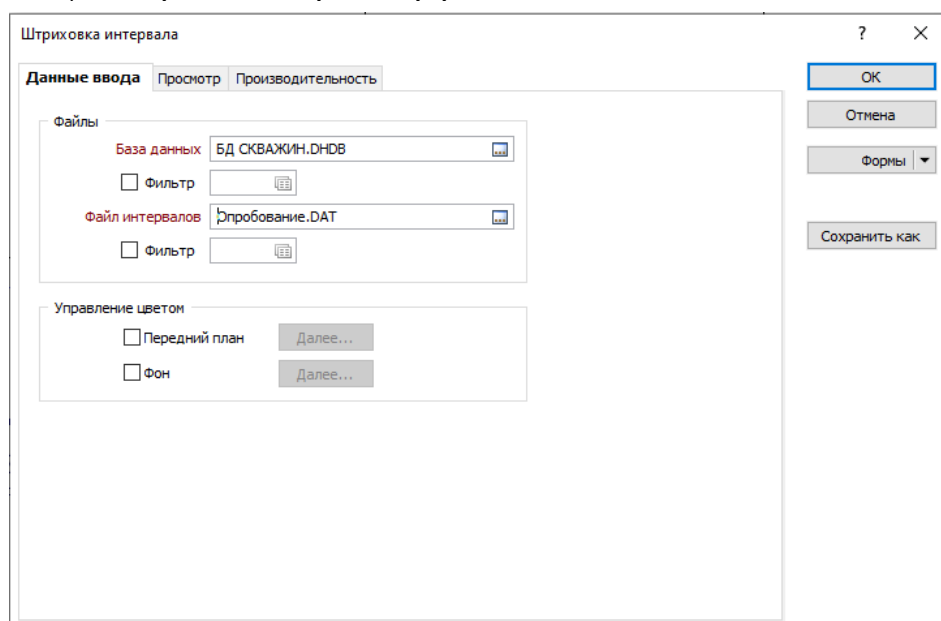 Штриховка интервала
Данные ввода Просмотр Производительность
OK
Отмена
Формы
Сохранить как
Файлы
База данных БД СКВАЖИН.DHDB
Фильтр
Файл интервалов Опробование.DAT
Фильтр
Управление цветом
Передний план Далее...
Фон Далее...